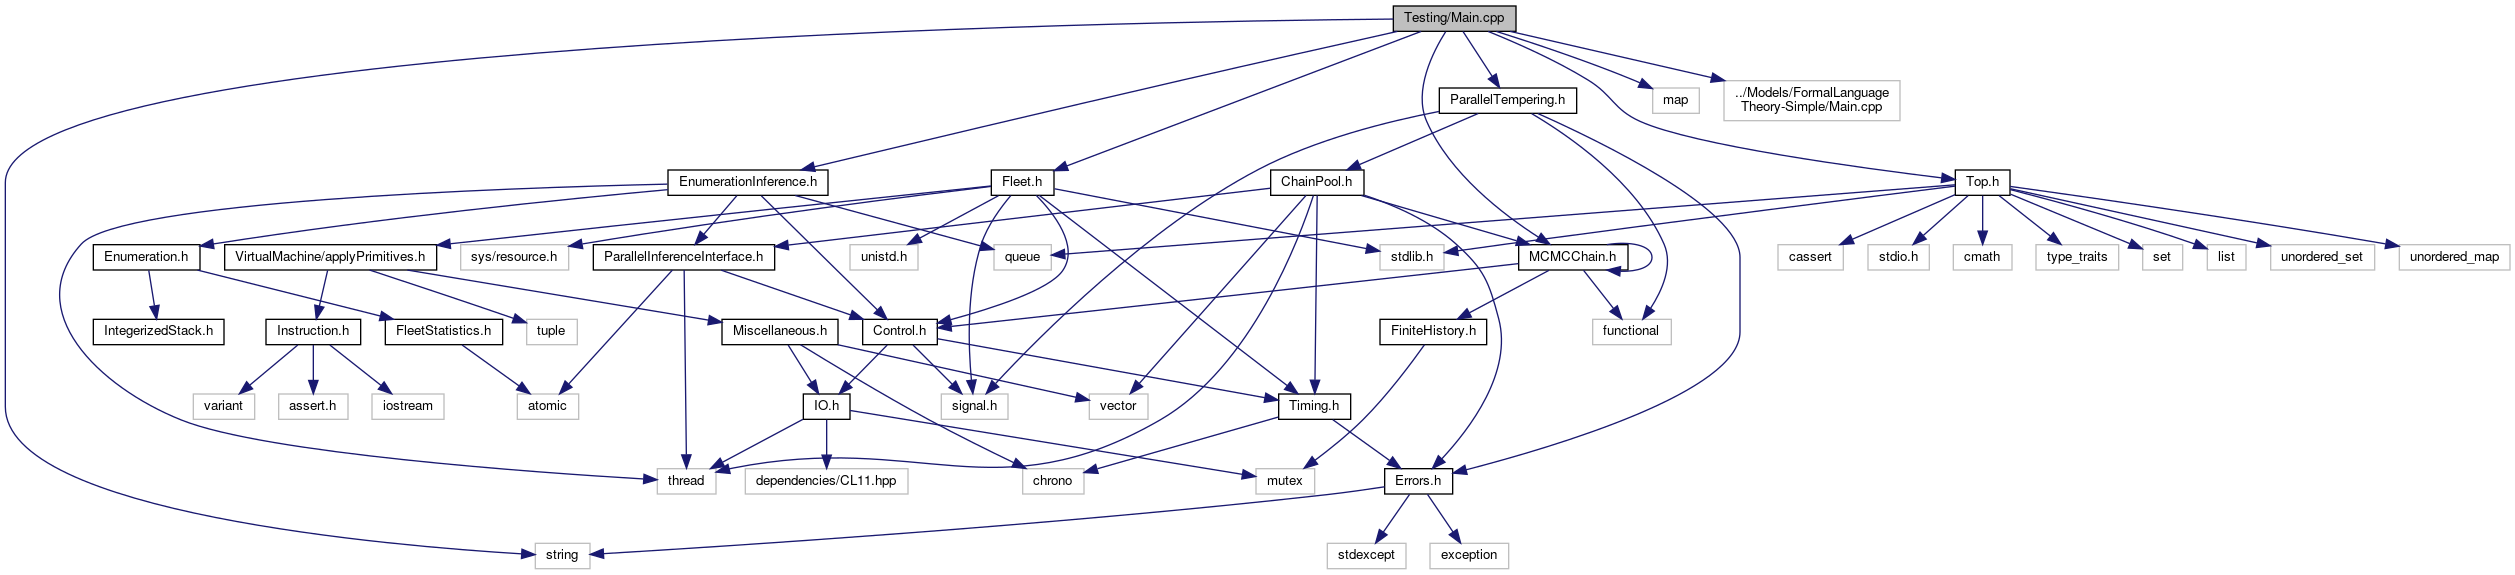 Testing/Main.cpp
ParallelTempering.h
map
../Models/FormalLanguage
Theory-Simple/Main.cpp
EnumerationInference.h
Fleet.h
ChainPool.h
Top.h
Enumeration.h
VirtualMachine/applyPrimitives.h
sys/resource.h
ParallelInferenceInterface.h
unistd.h
queue
stdlib.h
MCMCChain.h
cassert
stdio.h
cmath
type_traits
set
list
unordered_set
unordered_map
IntegerizedStack.h
Instruction.h
FleetStatistics.h
tuple
Miscellaneous.h
Control.h
FiniteHistory.h
functional
variant
assert.h
iostream
atomic
IO.h
signal.h
vector
Timing.h
thread
dependencies/CL11.hpp
chrono
mutex
Errors.h
string
stdexcept
exception